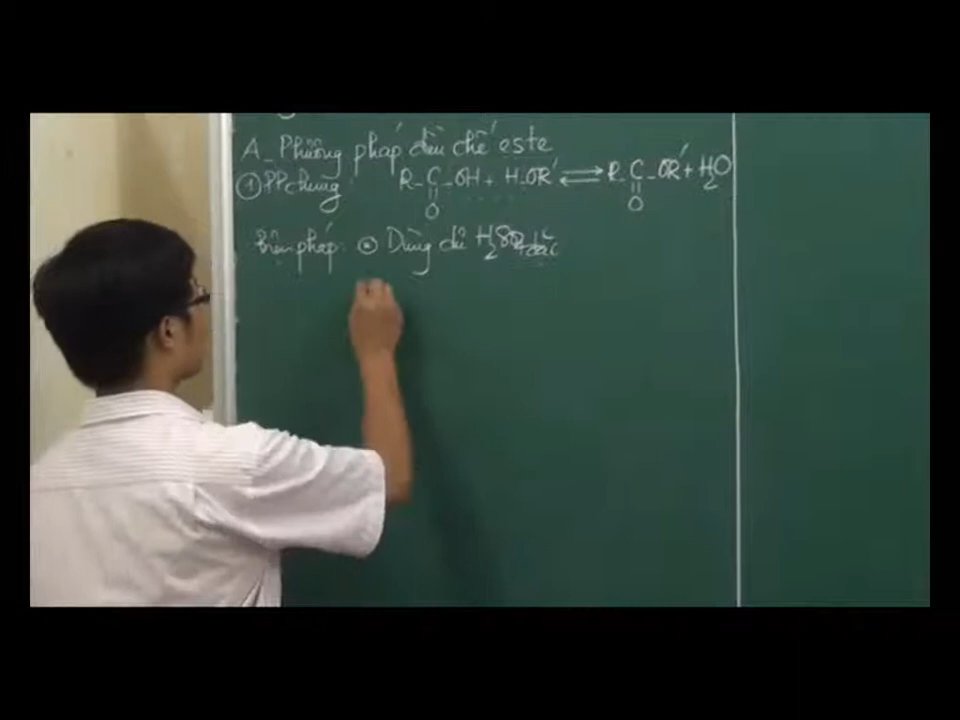 A_ Phương pháp điều chế este
① PP chung: R-C-OH + H-OR' ⇌ R-C-OR' + H₂O
O O
Biện pháp: ⊙ Dùng dư H₂SO₄ đặc